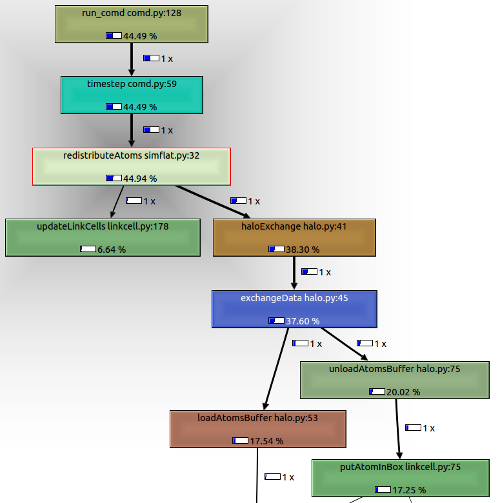 run_comd comd.py:128
44.49 %
1 x
timestep comd.py:59
44.49 %
1 x
redistributeAtoms simflat.py:32
44.94 %
1 x
1 x
updateLinkCells linkcell.py:178
6.64 %
haloExchange halo.py:41
38.30 %
1 x
exchangeData halo.py:45
37.60 %
1 x
1 x
unloadAtomsBuffer halo.py:75
20.02 %
loadAtomsBuffer halo.py:53
17.54 %
1 x
1 x
putAtomInBox linkcell.py:75
17.25 %